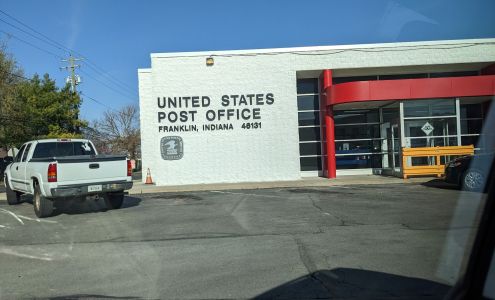 UNITED STATES
POST OFFICE
FRANKLIN, INDIANA 46131